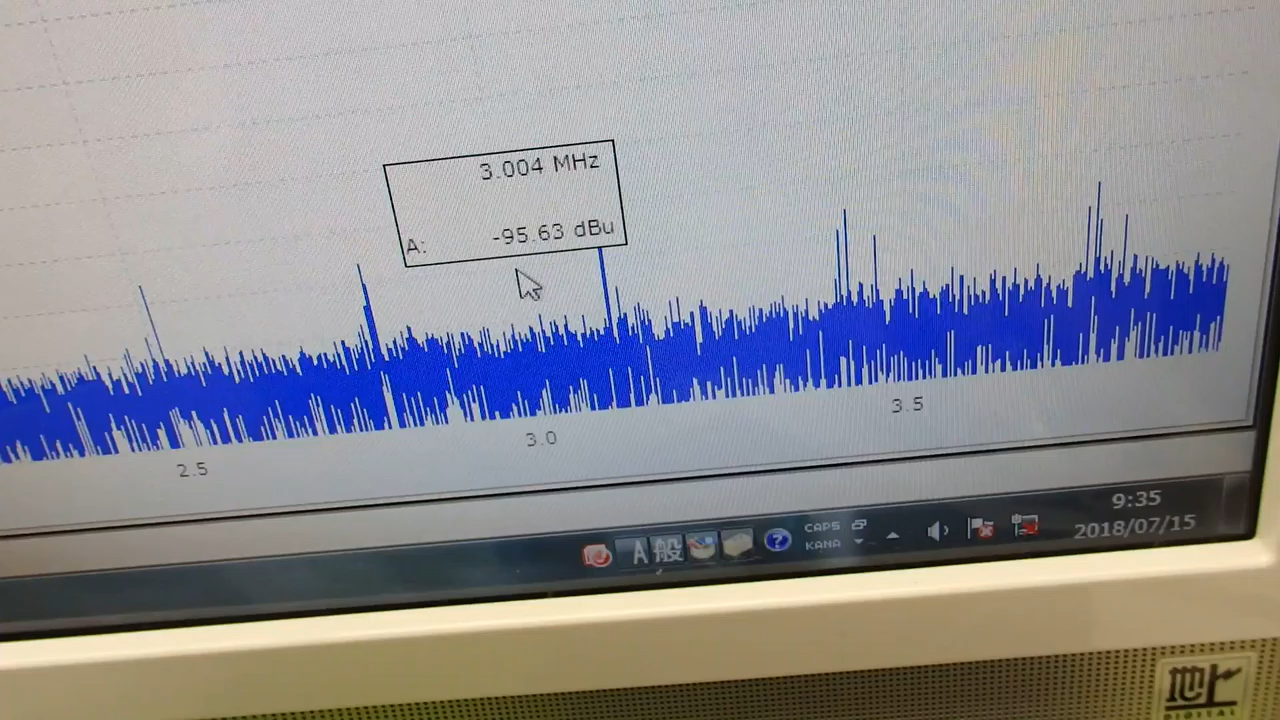 3.004 MHz
A: -95.63 dBu
2.5
3.0
3.5
A 般
?
CAPS
KANA
9:35
2018/07/15
地上